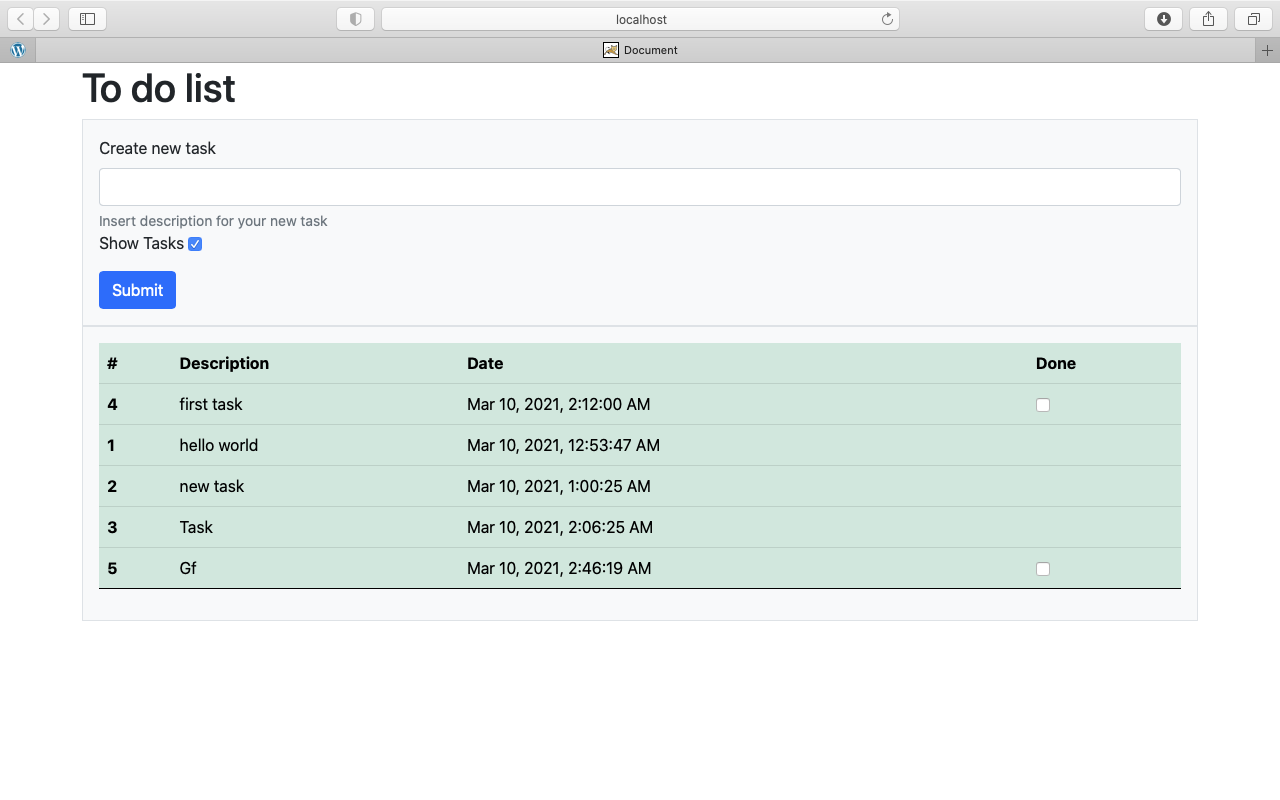 localhost
Document
To do list
Create new task
Insert description for your new task
Show Tasks
Submit
# Description Date Done
4 first task Mar 10, 2021, 2:12:00 AM
1 hello world Mar 10, 2021, 12:53:47 AM
2 new task Mar 10, 2021, 1:00:25 AM
3 Task Mar 10, 2021, 2:06:25 AM
5 Gf Mar 10, 2021, 2:46:19 AM